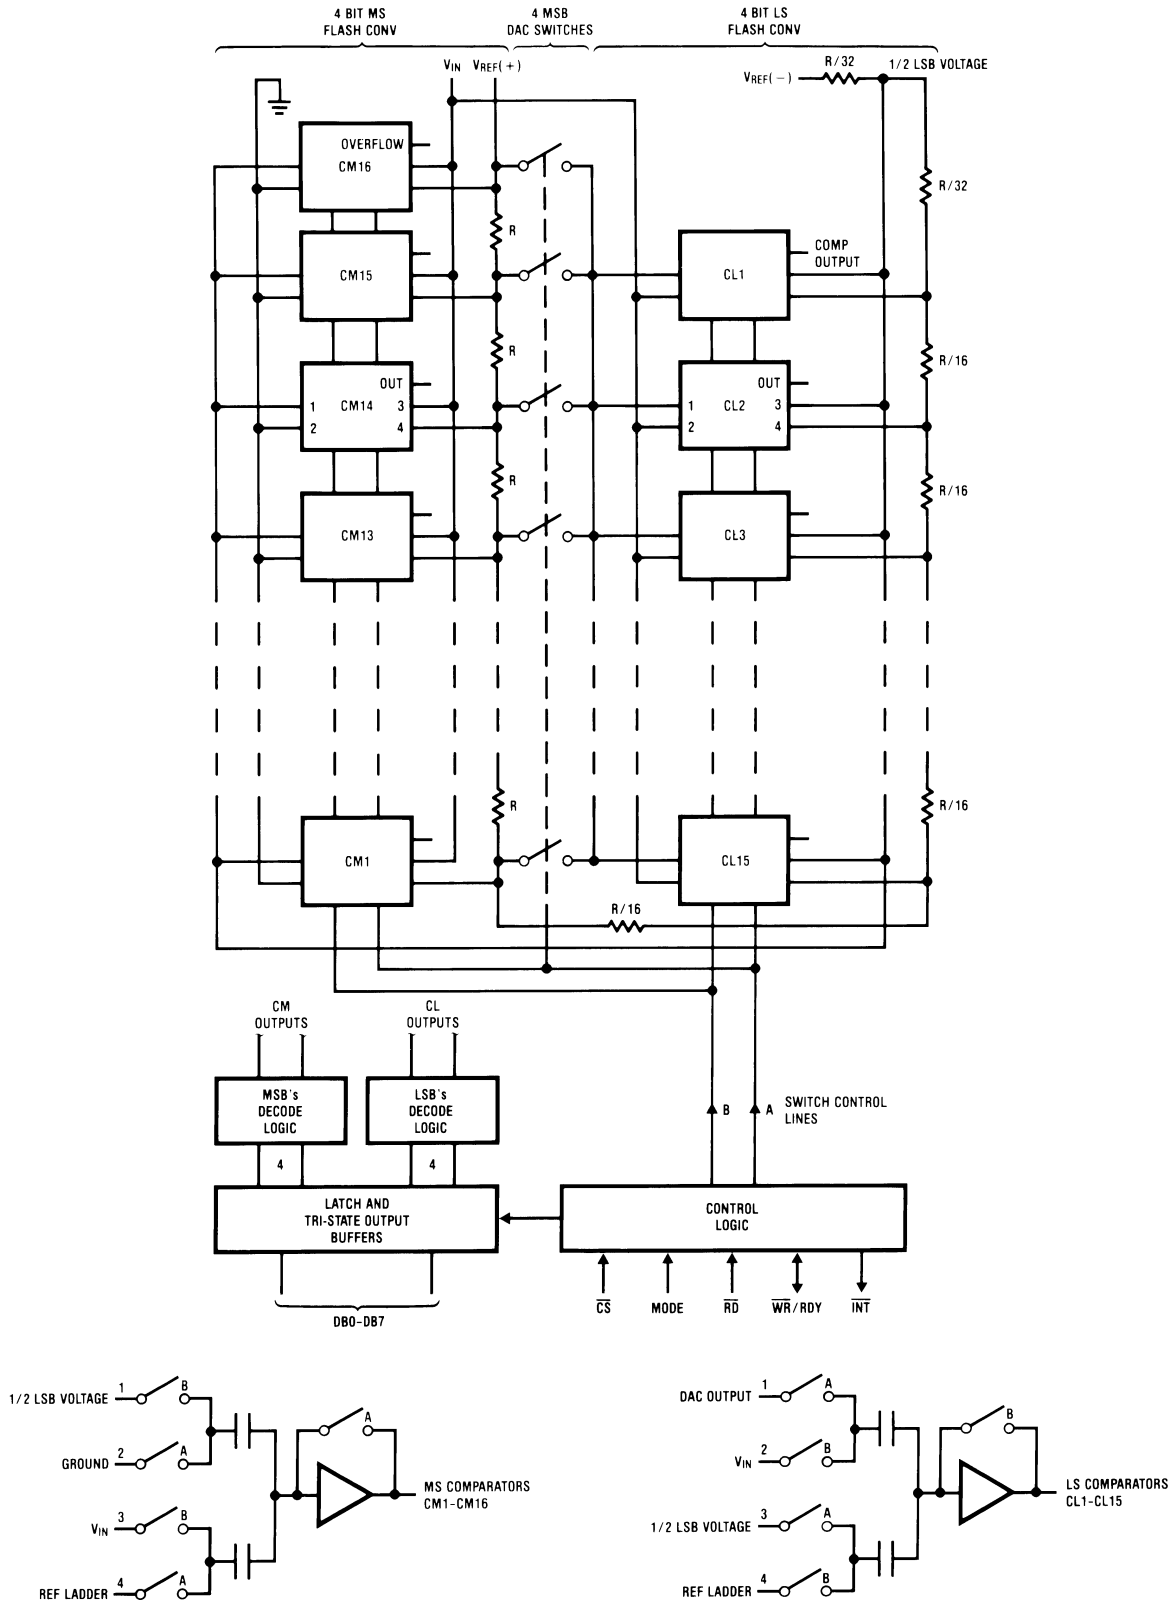 4 BIT MS
FLASH CONV
4 MSB
DAC SWITCHES
4 BIT LS
FLASH CONV
VIN
VREF(+)
VREF(−)
R/32
1/2 LSB VOLTAGE
OVERFLOW
CM16
R/32
R
CM15
CL1
COMP
OUTPUT
R
R/16
OUT
1 CM14 3
2 4
OUT
1 CL2 3
2 4
R
R/16
CM13
CL3
R
R/16
CM1
CL15
R/16
CM
OUTPUTS
CL
OUTPUTS
MSB's
DECODE
LOGIC
LSB's
DECODE
LOGIC
B
A
SWITCH CONTROL
LINES
4
4
LATCH AND
TRI-STATE OUTPUT
BUFFERS
CONTROL
LOGIC
CS
MODE
RD
WR/RDY
INT
DB0-DB7
1/2 LSB VOLTAGE 1 B
A
GROUND 2 A
VIN 3 B
REF LADDER 4 A
MS COMPARATORS
CM1-CM16
DAC OUTPUT 1 A
B
VIN 2 B
1/2 LSB VOLTAGE 3 A
REF LADDER 4 B
LS COMPARATORS
CL1-CL15